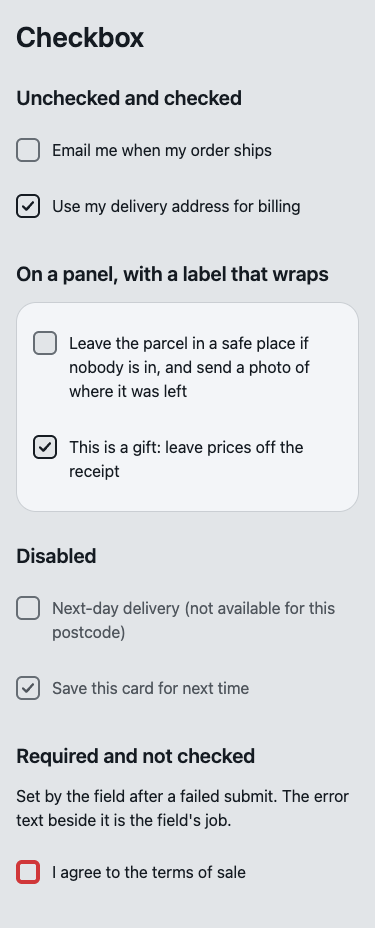 Checkbox
Unchecked and checked
Email me when my order ships
Use my delivery address for billing
On a panel, with a label that wraps
Leave the parcel in a safe place if
nobody is in, and send a photo of
where it was left
This is a gift: leave prices off the
receipt
Disabled
Next-day delivery (not available for this
postcode)
Save this card for next time
Required and not checked
Set by the field after a failed submit. The error
text beside it is the field's job.
I agree to the terms of sale